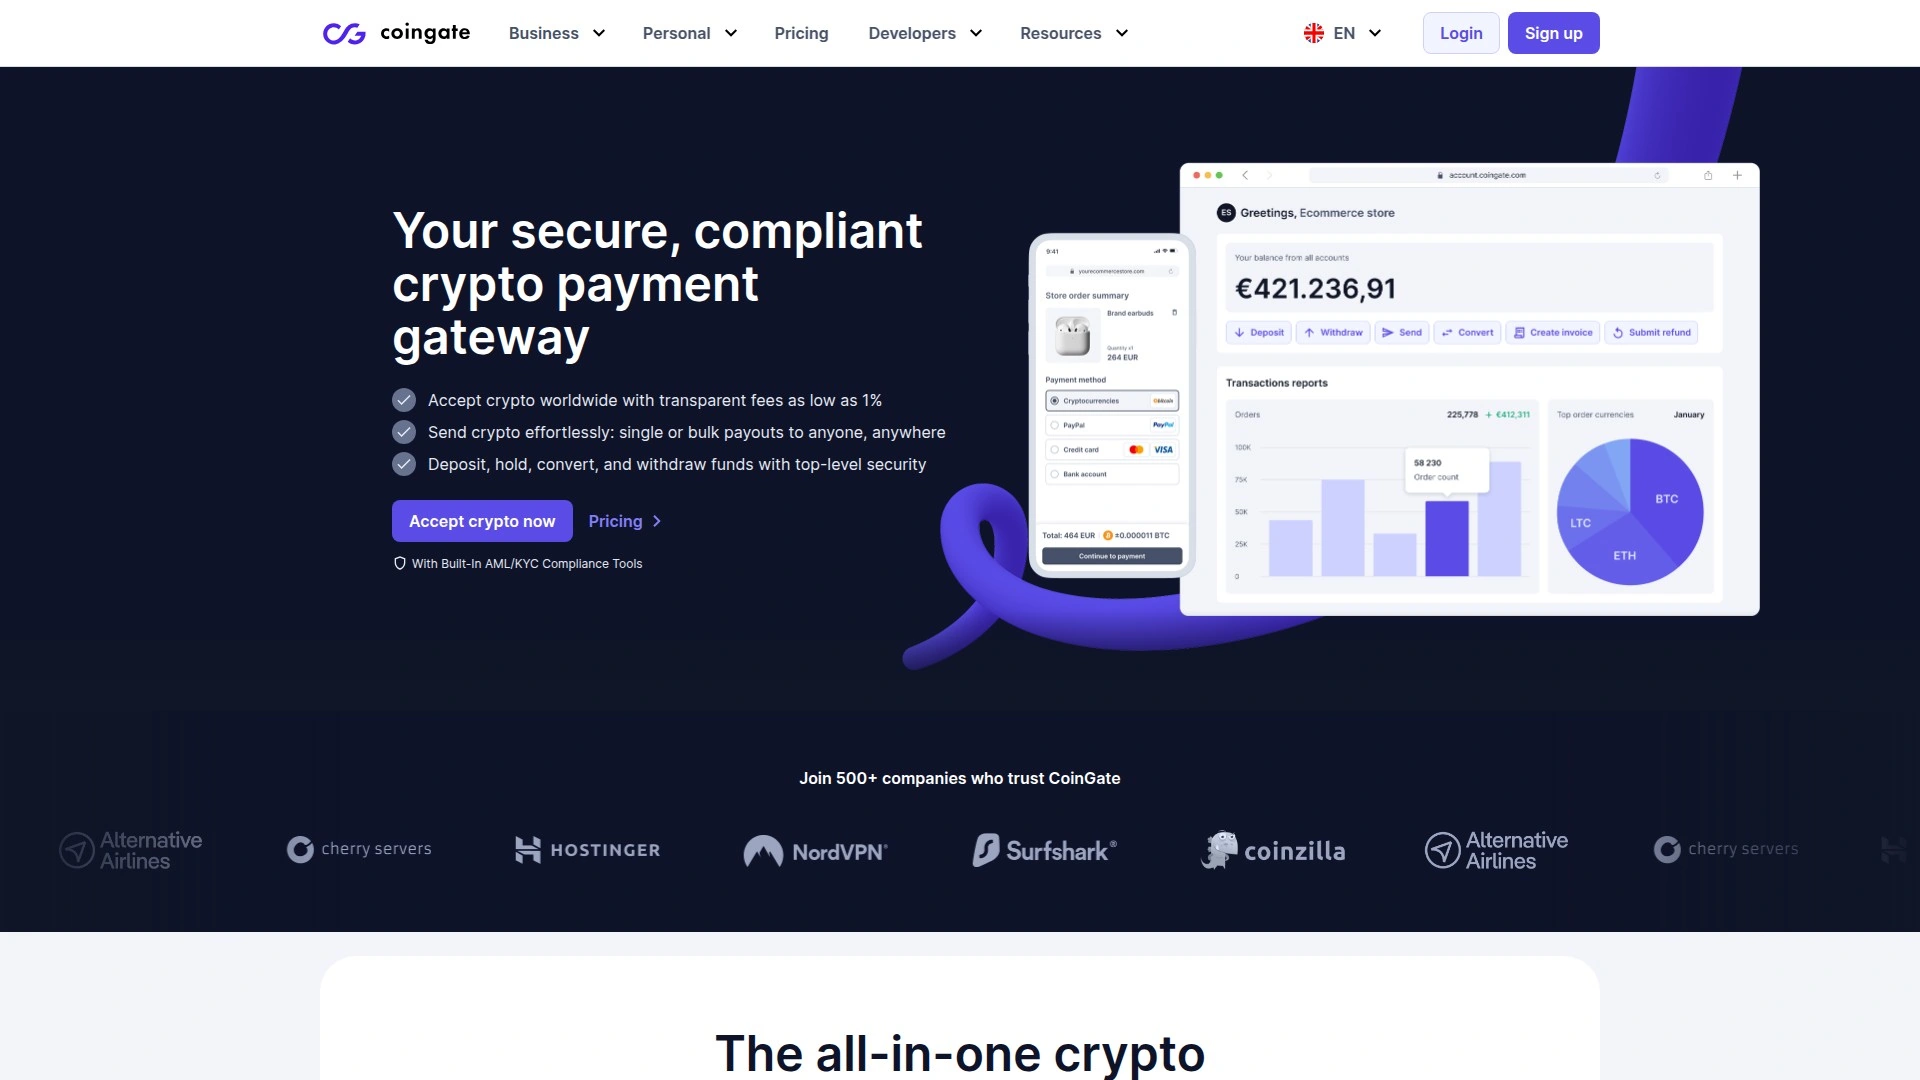 coingate
Business
Personal
Pricing
Developers
Resources
EN
Login
Sign up
Your secure, compliant
crypto payment
gateway
Accept crypto worldwide with transparent fees as low as 1%
Send crypto effortlessly: single or bulk payouts to anyone, anywhere
Deposit, hold, convert, and withdraw funds with top-level security
Accept crypto now
Pricing
With Built-In AML/KYC Compliance Tools
9:41
yourecommercestore.com
Store order summary
Brand earbuds
Quantity x1
264 EUR
Payment method
Cryptocurrencies
bitcoin
PayPal
PayPal
Credit card
VISA
Bank account
Total: 464 EUR
±0.000011 BTC
Continue to payment
account.coingate.com
ES
Greetings, Ecommerce store
Your balance from all accounts
€421.236,91
Deposit
Withdraw
Send
Convert
Create invoice
Submit refund
Transactions reports
Orders
225,778 + €412,311
100K
75K
50K
25K
0
58 230
Order count
Top order currencies
January
BTC
LTC
ETH
Join 500+ companies who trust CoinGate
Alternative
Airlines
cherry servers
HOSTINGER
NordVPN®
Surfshark®
coinzilla
Alternative
Airlines
cherry servers
The all-in-one crypto